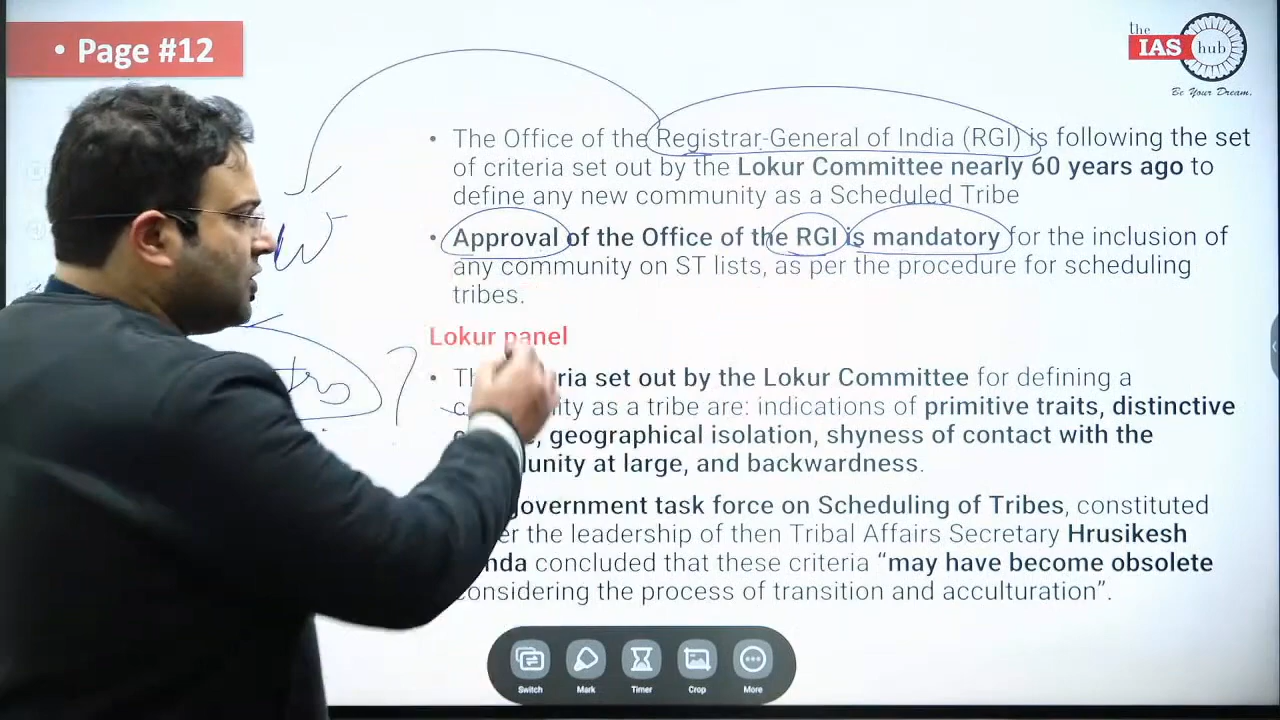 • Page #12
the
IAS hub
Be Your Dream.
• The Office of the Registrar-General of India (RGI) is following the set
of criteria set out by the Lokur Committee nearly 60 years ago to
define any new community as a Scheduled Tribe
• Approval of the Office of the RGI is mandatory for the inclusion of
any community on ST lists, as per the procedure for scheduling
tribes.
Lokur panel
• ria set out by the Lokur Committee for defining a
as a tribe are: indications of primitive traits, distinctive
geographical isolation, shyness of contact with the
at large, and backwardness.
government task force on Scheduling of Tribes, constituted
the leadership of then Tribal Affairs Secretary Hrusikesh
concluded that these criteria “may have become obsolete
considering the process of transition and acculturation”.
Switch Mark Timer Crop More